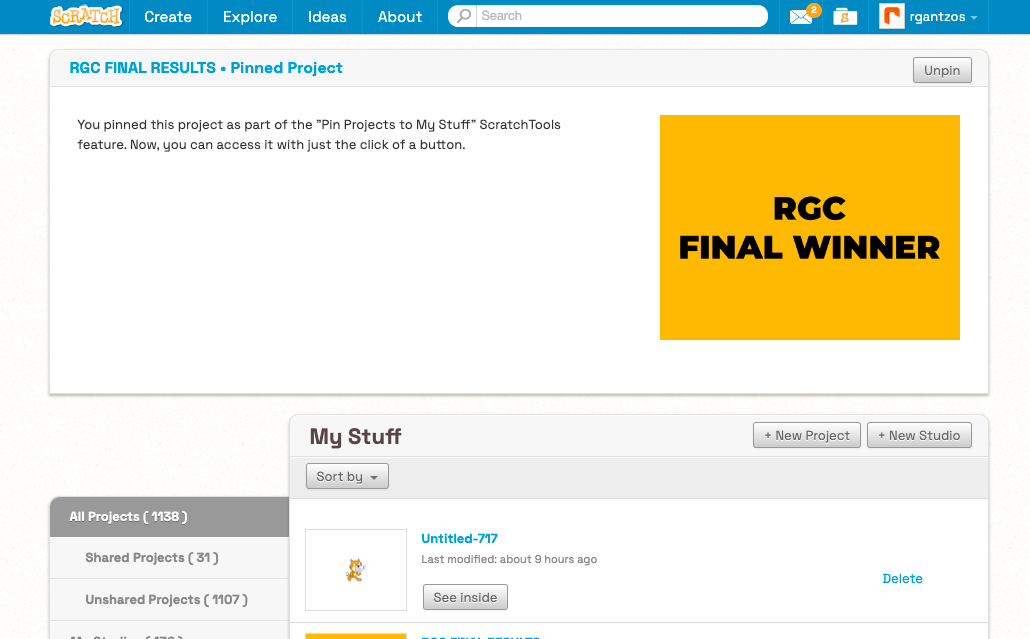 SCRATCH Create Explore Ideas About Search 2 S rgantzos
RGC FINAL RESULTS • Pinned Project Unpin
You pinned this project as part of the "Pin Projects to My Stuff" ScratchTools
feature. Now, you can access it with just the click of a button.
RGC
FINAL WINNER
My Stuff + New Project + New Studio
Sort by
All Projects ( 1138 )
Shared Projects ( 31 )
Unshared Projects ( 1107 )
Untitled-717
Last modified: about 9 hours ago
Delete
See inside
RGC FINAL RESULTS